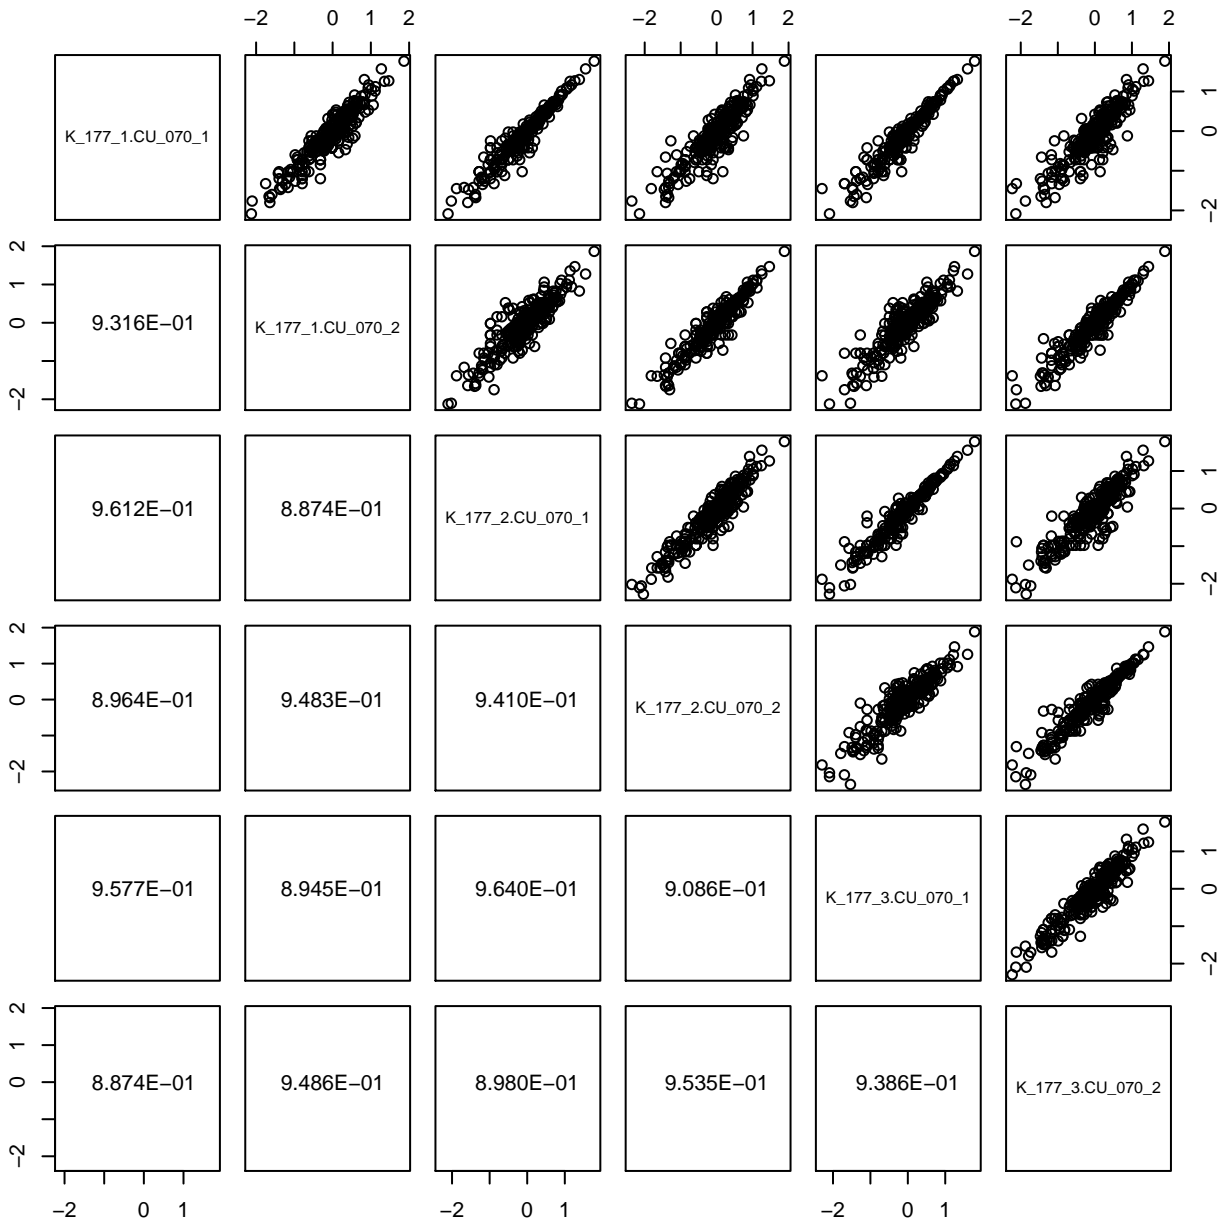 −2 0 1 2 −2 0 1 2 −2 0 1 2
K_177_1.CU_070_1
−2 0 1
−2 0 2
9.316E−01
K_177_1.CU_070_2
9.612E−01
8.874E−01
K_177_2.CU_070_1
−2 0 1
−2 0 1 2
8.964E−01
9.483E−01
9.410E−01
K_177_2.CU_070_2
9.577E−01
8.945E−01
9.640E−01
9.086E−01
K_177_3.CU_070_1
−2 0 1
−2 0 1 2
8.874E−01
9.486E−01
8.980E−01
9.535E−01
9.386E−01
K_177_3.CU_070_2
−2 0 1 −2 0 1 −2 0 1